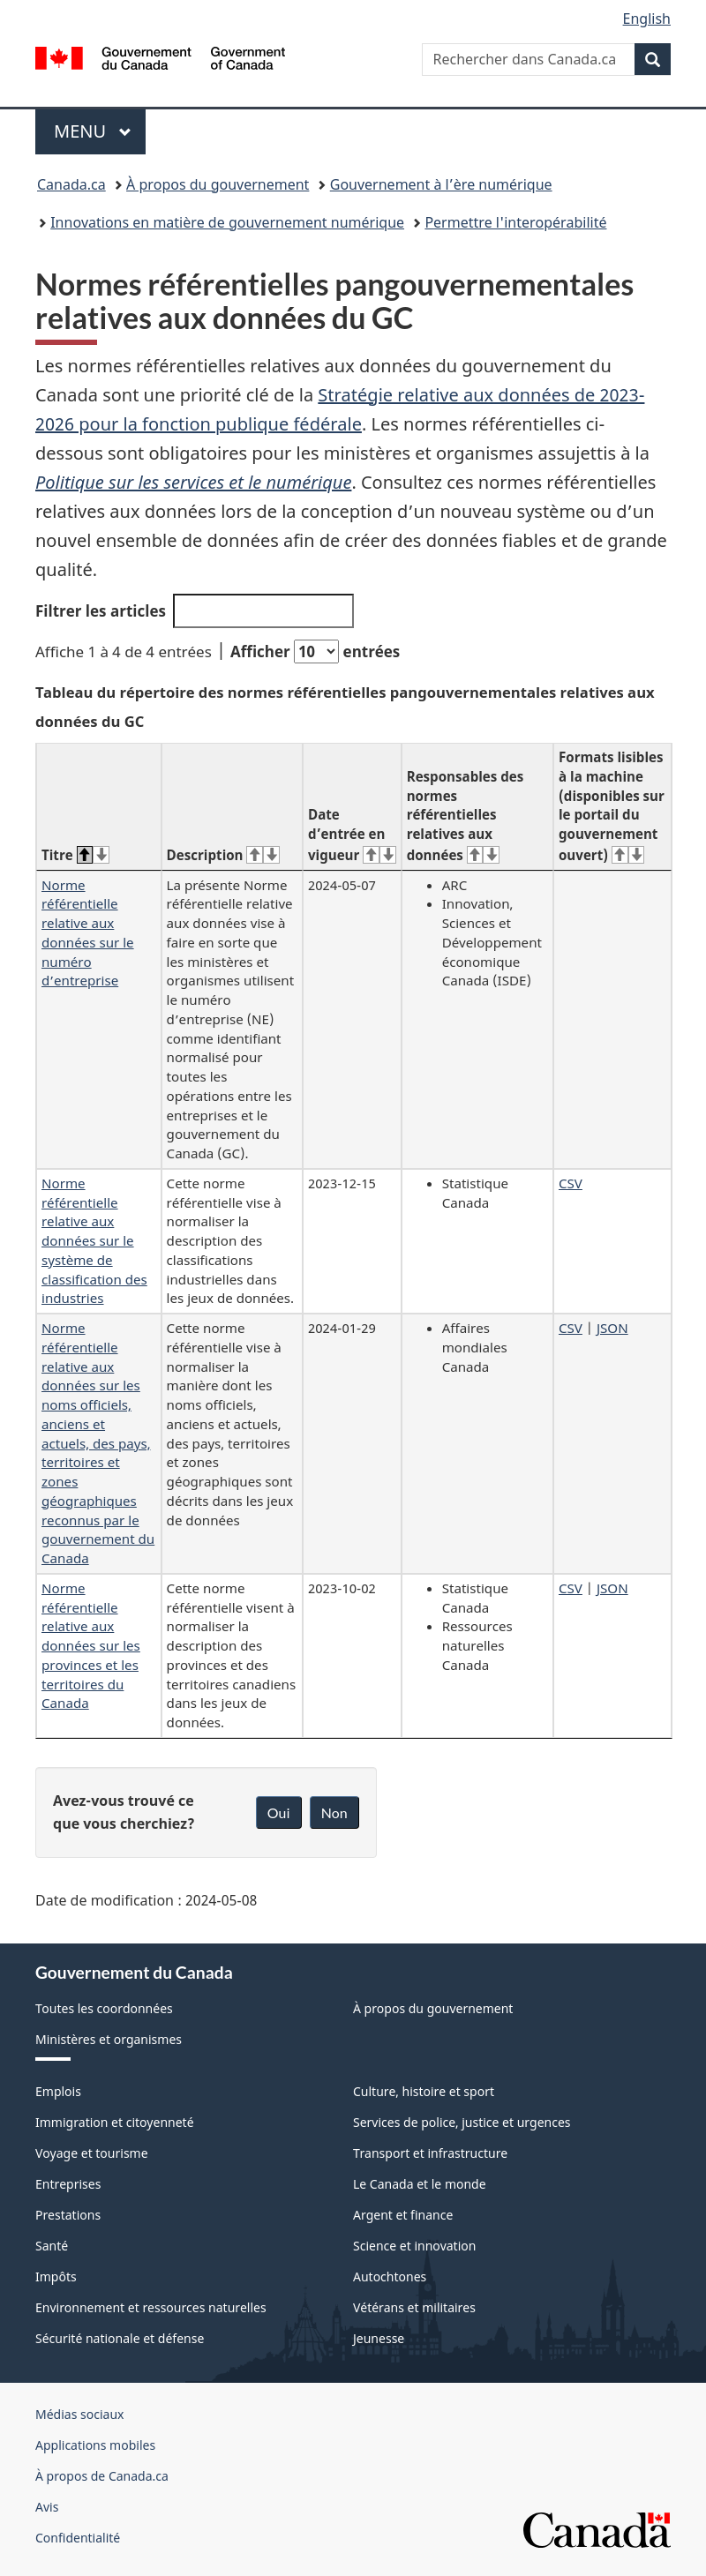 English
Gouvernement
du Canada
Government
of Canada
Rechercher dans Canada.ca
MENU
Canada.ca > À propos du gouvernement > Gouvernement à l’ère numérique
> Innovations en matière de gouvernement numérique > Permettre l'interopérabilité
Normes référentielles pangouvernementales
relatives aux données du GC
Les normes référentielles relatives aux données du gouvernement du
Canada sont une priorité clé de la Stratégie relative aux données de 2023-
2026 pour la fonction publique fédérale. Les normes référentielles ci-
dessous sont obligatoires pour les ministères et organismes assujettis à la
Politique sur les services et le numérique. Consultez ces normes référentielles
relatives aux données lors de la conception d’un nouveau système ou d’un
nouvel ensemble de données afin de créer des données fiables et de grande
qualité.
Filtrer les articles
Affiche 1 à 4 de 4 entrées | Afficher 10 entrées
Tableau du répertoire des normes référentielles pangouvernementales relatives aux
données du GC
Titre
Description
Date
d’entrée en
vigueur
Responsables des
normes
référentielles
relatives aux
données
Formats lisibles
à la machine
(disponibles sur
le portail du
gouvernement
ouvert)
Norme
référentielle
relative aux
données sur le
numéro
d’entreprise
La présente Norme
référentielle relative
aux données vise à
faire en sorte que
les ministères et
organismes utilisent
le numéro
d’entreprise (NE)
comme identifiant
normalisé pour
toutes les
opérations entre les
entreprises et le
gouvernement du
Canada (GC).
2024-05-07
• ARC
• Innovation,
Sciences et
Développement
économique
Canada (ISDE)
Norme
référentielle
relative aux
données sur le
système de
classification des
industries
Cette norme
référentielle vise à
normaliser la
description des
classifications
industrielles dans
les jeux de données.
2023-12-15
• Statistique
Canada
CSV
Norme
référentielle
relative aux
données sur les
noms officiels,
anciens et
actuels, des pays,
territoires et
zones
géographiques
reconnus par le
gouvernement du
Canada
Cette norme
référentielle vise à
normaliser la
manière dont les
noms officiels,
anciens et actuels,
des pays, territoires
et zones
géographiques sont
décrits dans les jeux
de données
2024-01-29
• Affaires
mondiales
Canada
CSV | JSON
Norme
référentielle
relative aux
données sur les
provinces et les
territoires du
Canada
Cette norme
référentielle visent à
normaliser la
description des
provinces et des
territoires canadiens
dans les jeux de
données.
2023-10-02
• Statistique
Canada
• Ressources
naturelles
Canada
CSV | JSON
Avez-vous trouvé ce
que vous cherchiez?
Oui
Non
Date de modification : 2024-05-08
Gouvernement du Canada
Toutes les coordonnées
À propos du gouvernement
Ministères et organismes
Emplois
Culture, histoire et sport
Immigration et citoyenneté
Services de police, justice et urgences
Voyage et tourisme
Transport et infrastructure
Entreprises
Le Canada et le monde
Prestations
Argent et finance
Santé
Science et innovation
Impôts
Autochtones
Environnement et ressources naturelles
Vétérans et militaires
Sécurité nationale et défense
Jeunesse
Médias sociaux
Applications mobiles
À propos de Canada.ca
Avis
Confidentialité
Canada